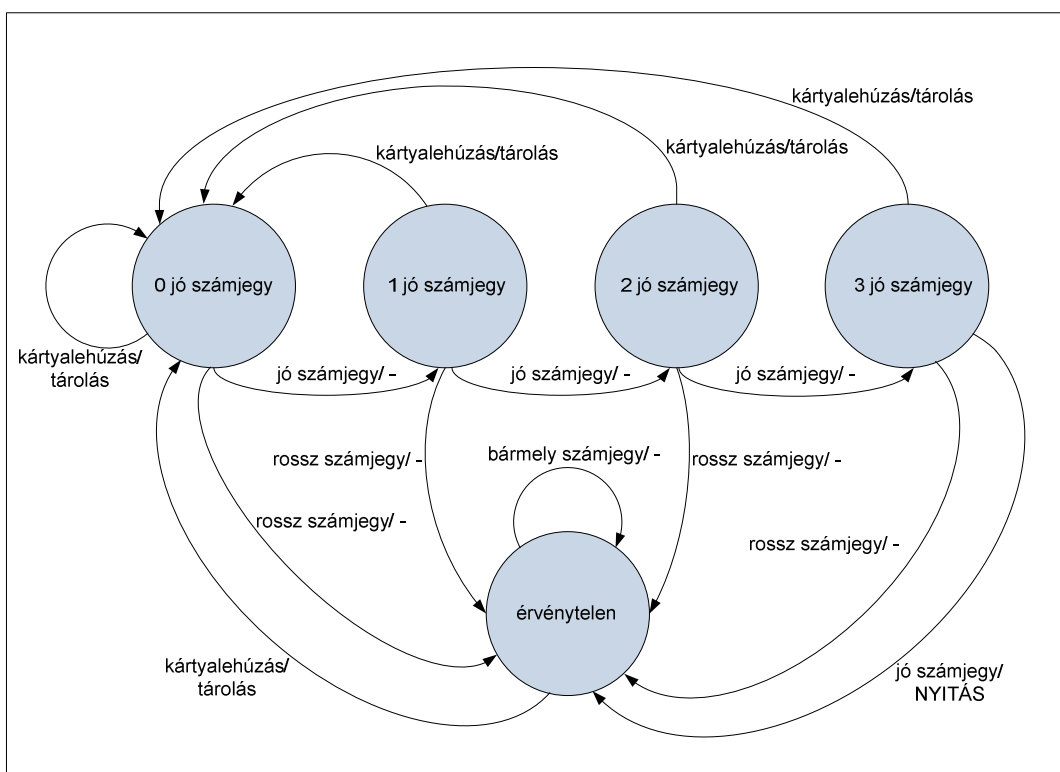 kártyalehúzás/tárolás
kártyalehúzás/tárolás
kártyalehúzás/tárolás
0 jó számjegy
1 jó számjegy
2 jó számjegy
3 jó számjegy
kártyalehúzás/
tárolás
jó számjegy/ -
jó számjegy/ -
jó számjegy/ -
rossz számjegy/ -
bármely számjegy/ -
rossz számjegy/ -
rossz számjegy/ -
rossz számjegy/ -
érvénytelen
kártyalehúzás/
tárolás
jó számjegy/
NYITÁS